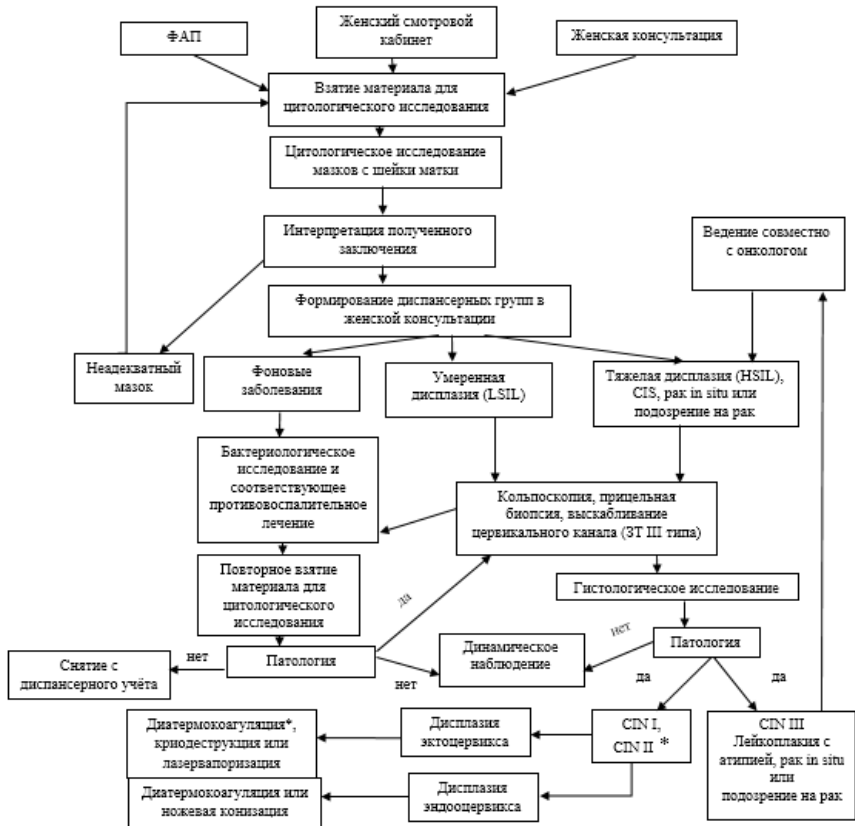 ФАП
Женский смотровой
кабинет
Женская консультация
Взятие материала для
цитологического исследования
Цитологическое исследование
мазков с шейки матки
Интерпретация полученного
заключения
Ведение совместно
с онкологом
Формирование диспансерных групп в
женской консультации
Неадекватный
мазок
Фоновые
заболевания
Умеренная
дисплазия (LSIL)
Тяжелая дисплазия (HSIL),
CIS, рак in situ или
подозрение на рак
Бактериологическое
исследование и
соответствующее
противовоспалительное
лечение
Кольпоскопия, прицельная
биопсия, выскабливание
цервикального канала (ЗТ III типа)
Повторное взятие
материала для
цитологического
исследования
да
Гистологическое исследование
нет
Снятие с
диспансерного учёта
нет
Патология
нет
Динамическое
наблюдение
Патология
да
да
Диатермокоагуляция*,
криодеструкция или
лазервапоризация
Дисплазия
эктоцервикса
CIN I,
CIN II *
CIN III
Лейкоплакия с
атипией, рак in situ
или
подозрение на рак
Диатермокоагуляция или
ножевая конизация
Дисплазия
эндооцервикса